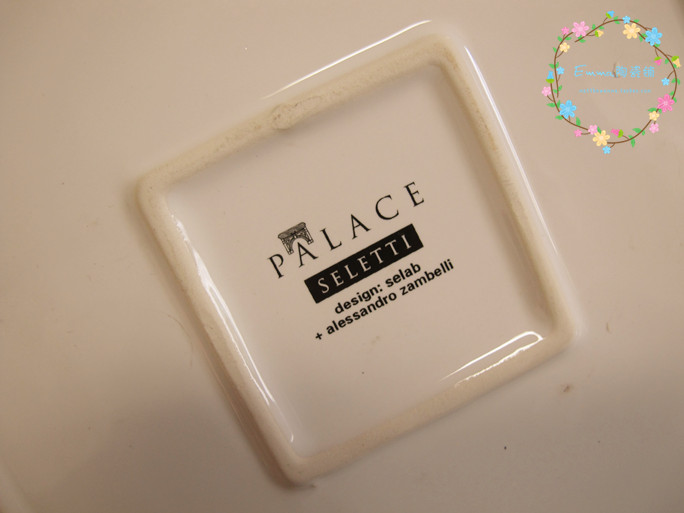 PALACE
SELETTI
design: selab
+ alessandro zambelli